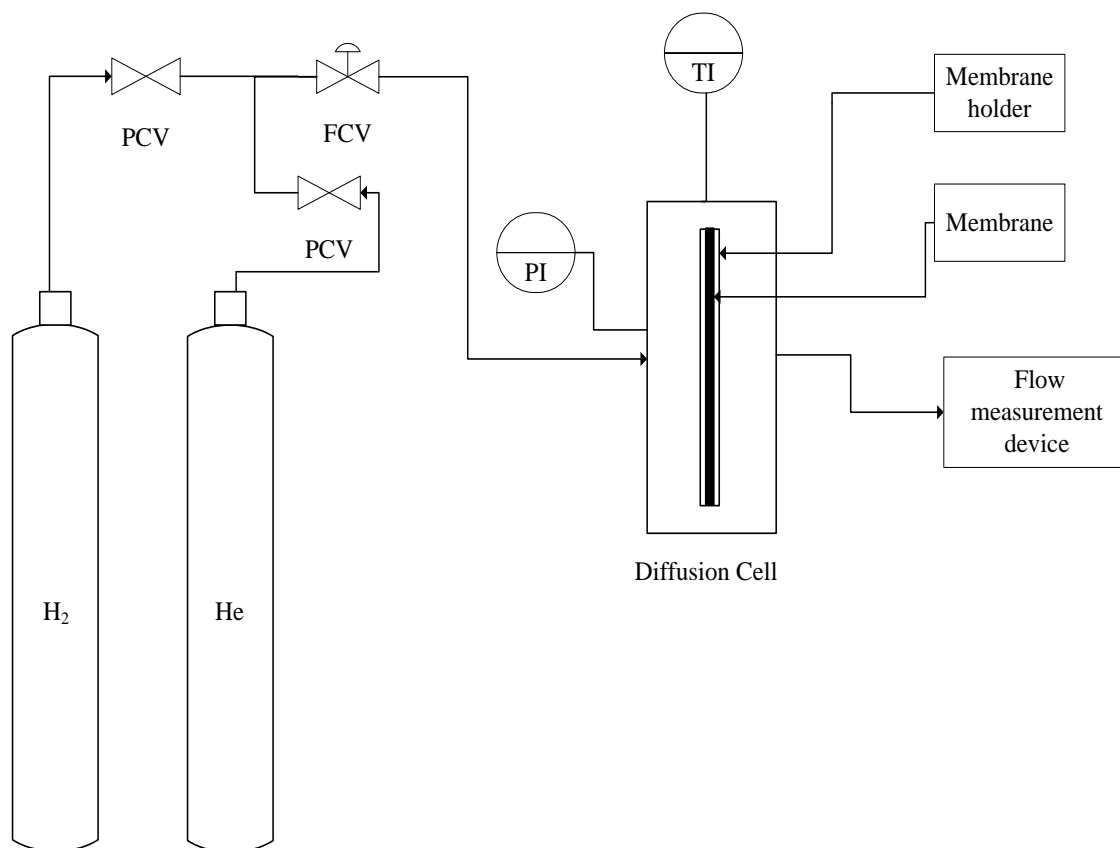 TI
Membrane
holder
PCV
FCV
Membrane
PCV
PI
Flow
measurement
device
Diffusion Cell
H₂
He